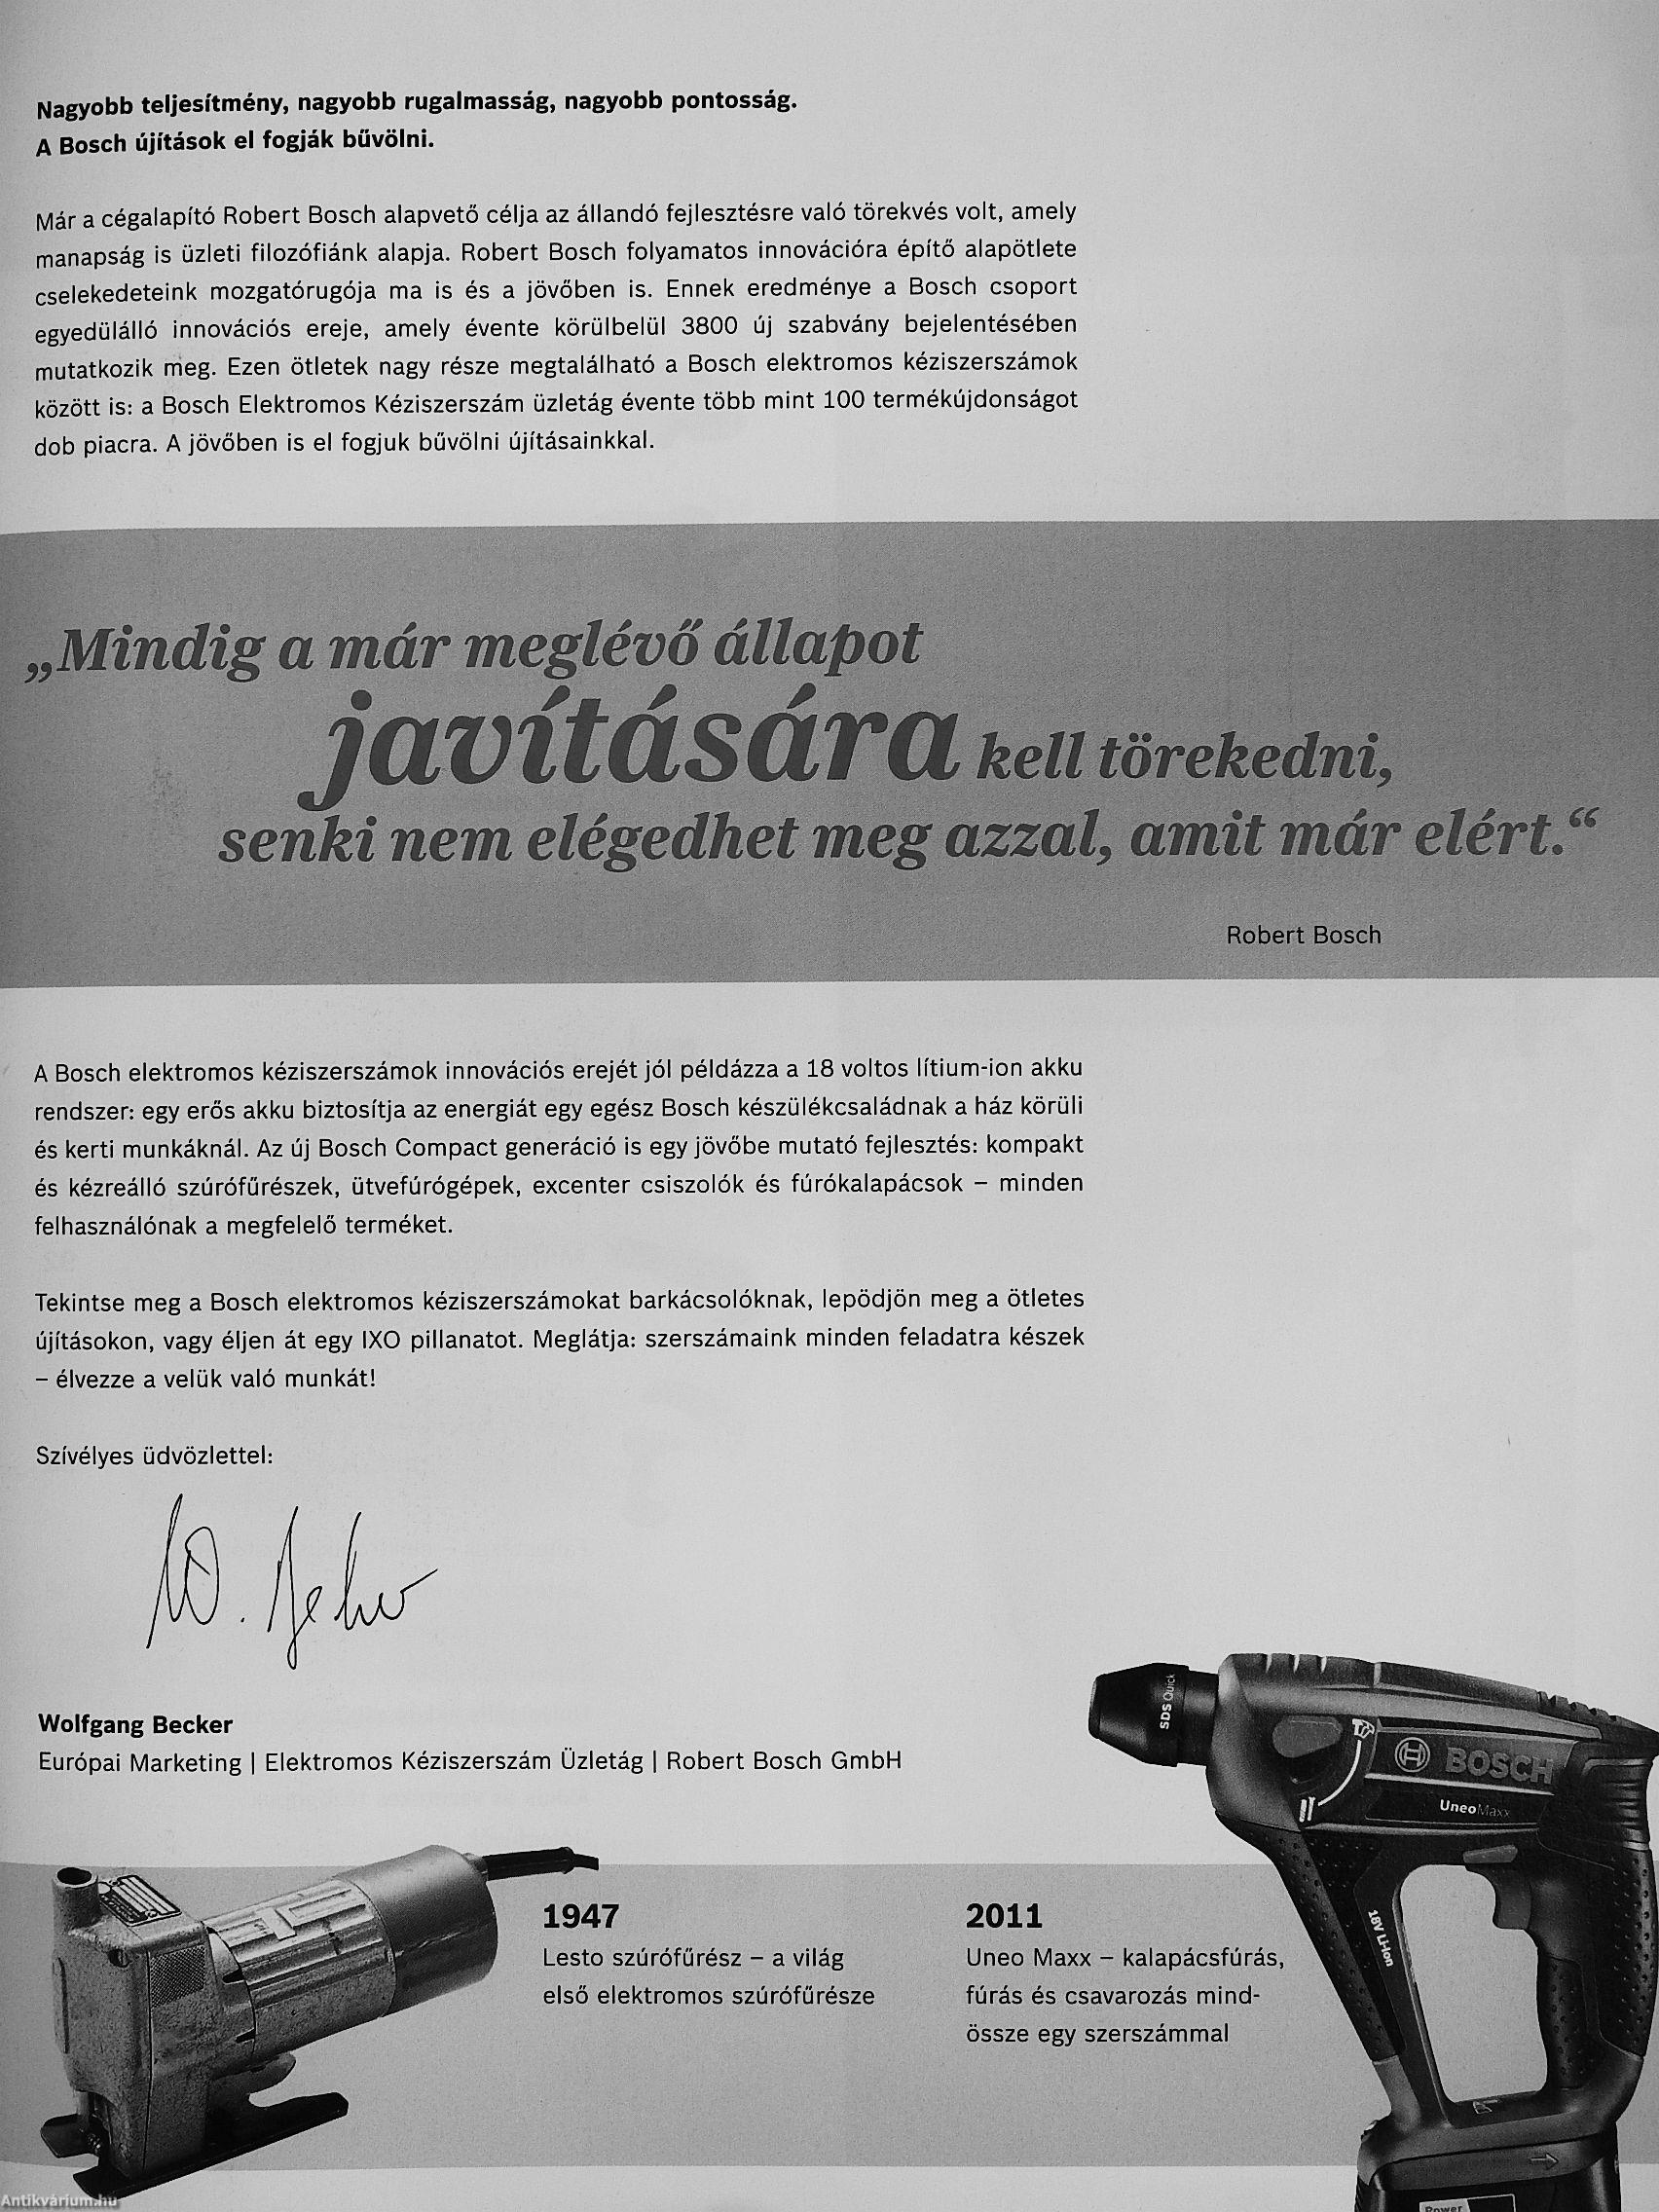 Nagyobb teljesítmény, nagyobb rugalmasság, nagyobb pontosság.
A Bosch újítások el fogják bűvölni.
Már a cégalapító Robert Bosch alapvető célja az állandó fejlesztésre való törekvés volt, amely
manapság is üzleti filozófiánk alapja. Robert Bosch folyamatos innovációra építő alapötlete
cselekedeteink mozgatórugója ma is és a jövőben is. Ennek eredménye a Bosch csoport
egyedülálló innovációs ereje, amely évente körülbelül 3800 új szabvány bejelentésében
mutatkozik meg. Ezen ötletek nagy része megtalálható a Bosch elektromos kéziszerszámok
között is: a Bosch Elektromos Kéziszerszám üzletág évente több mint 100 termékújdonságot
dob piacra. A jövőben is el fogjuk bűvölni újításainkkal.
„Mindig a már meglévő állapot
javítására kell törekedni,
senki nem elégedhet meg azzal, amit már elért.“
Robert Bosch
A Bosch elektromos kéziszerszámok innovációs erejét jól példázza a 18 voltos lítium-ion akku
rendszer: egy erős akku biztosítja az energiát egy egész Bosch készülékcsaládnak a ház körüli
és kerti munkáknál. Az új Bosch Compact generáció is egy jövőbe mutató fejlesztés: kompakt
és kézreálló szúrófűrészek, ütvefúrógépek, excenter csiszolók és fúrókalapácsok – minden
felhasználónak a megfelelő terméket.
Tekintse meg a Bosch elektromos kéziszerszámokat barkácsolóknak, lepödjön meg a ötletes
újításokon, vagy éljen át egy IXO pillanatot. Meglátja: szerszámaink minden feladatra készek
– élvezze a velük való munkát!
Szívélyes üdvözlettel:
Wolfgang Becker
Európai Marketing | Elektromos Kéziszerszám Üzletág | Robert Bosch GmbH
SDS Quick
BOSCH
UneoMaxx
18V Li-Ion
Power
1947
Lesto szúrófűrész – a világ
első elektromos szúrófűrésze
2011
Uneo Maxx – kalapácsfúrás,
fúrás és csavarozás mind-
össze egy szerszámmal
Antikvárium.hu